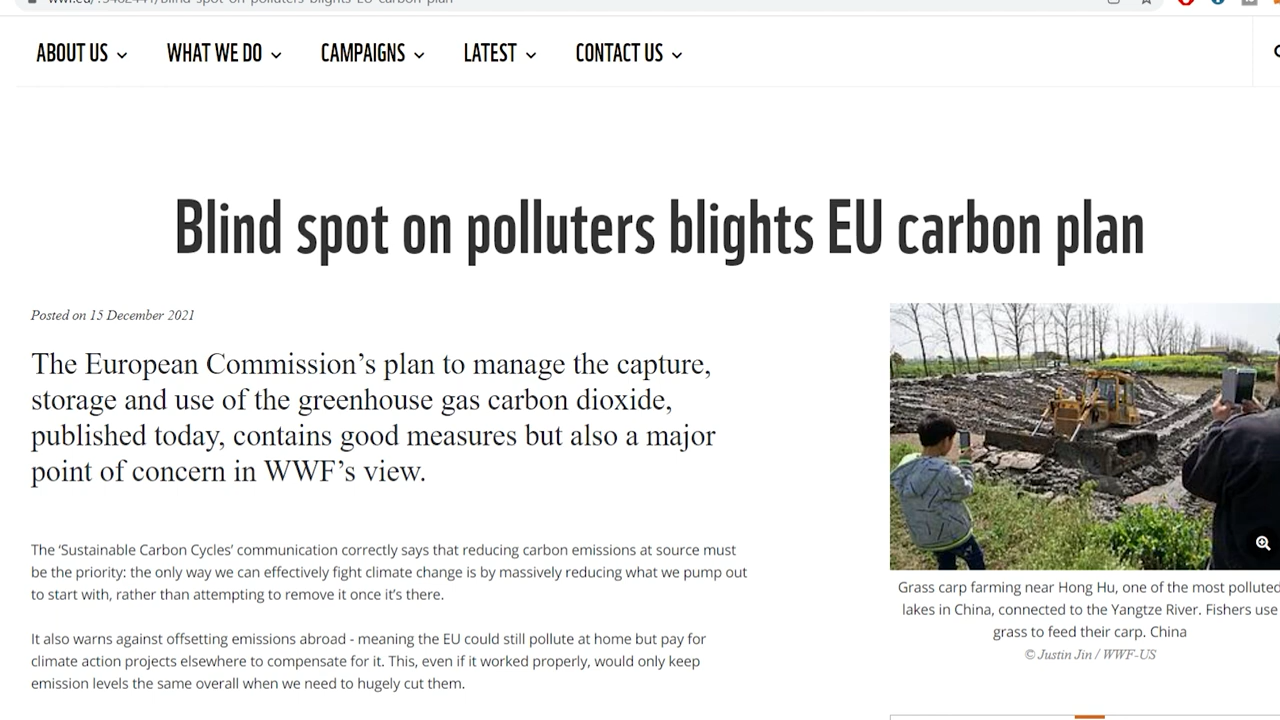 ABOUT US
WHAT WE DO
CAMPAIGNS
LATEST
CONTACT US
Blind spot on polluters blights EU carbon plan
Posted on 15 December 2021
The European Commission’s plan to manage the capture,
storage and use of the greenhouse gas carbon dioxide,
published today, contains good measures but also a major
point of concern in WWF’s view.
The ‘Sustainable Carbon Cycles’ communication correctly says that reducing carbon emissions at source must
be the priority: the only way we can effectively fight climate change is by massively reducing what we pump out
to start with, rather than attempting to remove it once it’s there.
It also warns against offsetting emissions abroad - meaning the EU could still pollute at home but pay for
climate action projects elsewhere to compensate for it. This, even if it worked properly, would only keep
emission levels the same overall when we need to hugely cut them.
Grass carp farming near Hong Hu, one of the most polluted
lakes in China, connected to the Yangtze River. Fishers use
grass to feed their carp. China
© Justin Jin / WWF-US